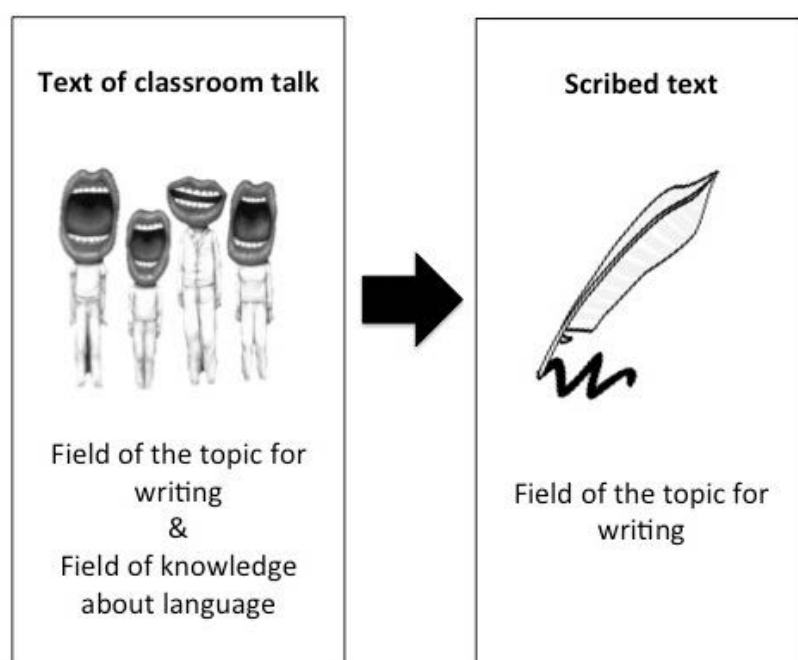 Text of classroom talk
Field of the topic for
writing
&
Field of knowledge
about language
Scribed text
Field of the topic for
writing